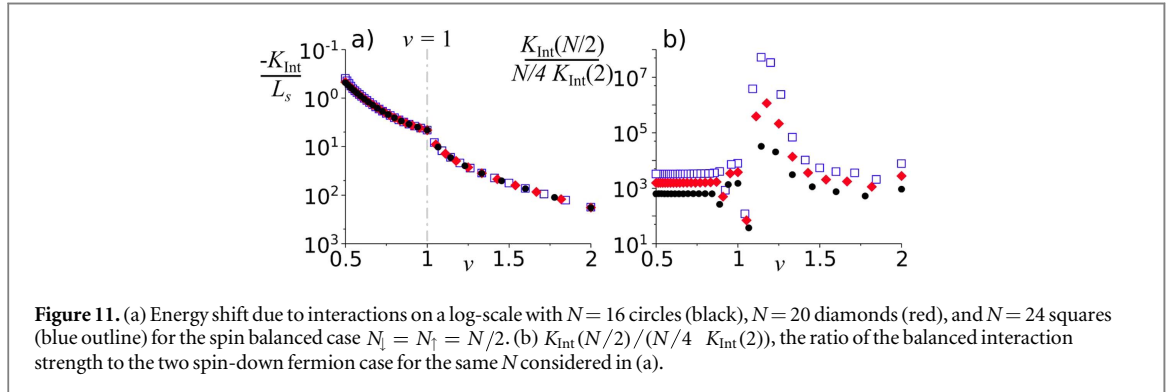 a)
ν = 1
-K_Int
L_s
10^-1
10^0
10^1
10^2
10^3
0.5
1
ν
1.5
2
K_Int(N/2)
N/4 K_Int(2)
b)
10^7
10^5
10^3
10^1
0.5
1
ν
1.5
2
Figure 11. (a) Energy shift due to interactions on a log-scale with N = 16 circles (black), N = 20 diamonds (red), and N = 24 squares
(blue outline) for the spin balanced case N↓ = N↑ = N/2. (b) K_Int(N/2)/(N/4 K_Int(2)), the ratio of the balanced interaction
strength to the two spin-down fermion case for the same N considered in (a).